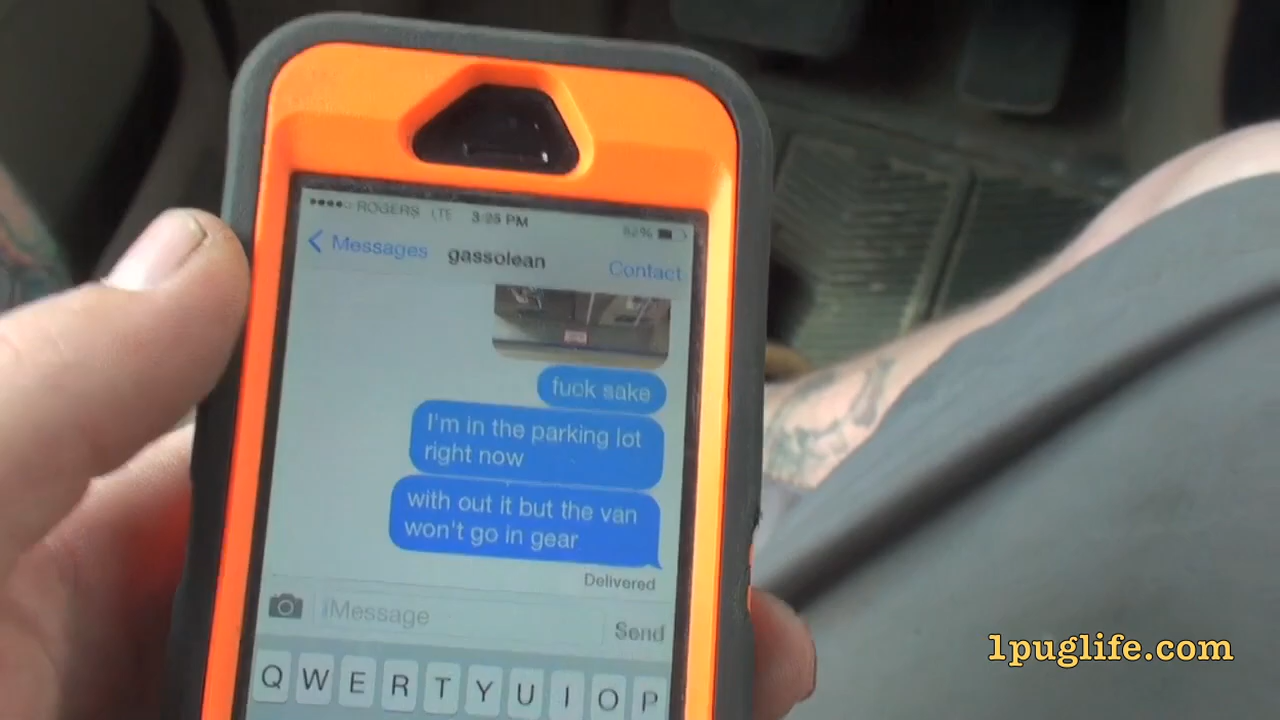 ROGERS LTE 3:25 PM 52%
Messages gassolean Contact
fuck sake
I'm in the parking lot
right now
with out it but the van
won't go in gear
Delivered
iMessage Send
Q W E R T Y U I O P
1puglife.com